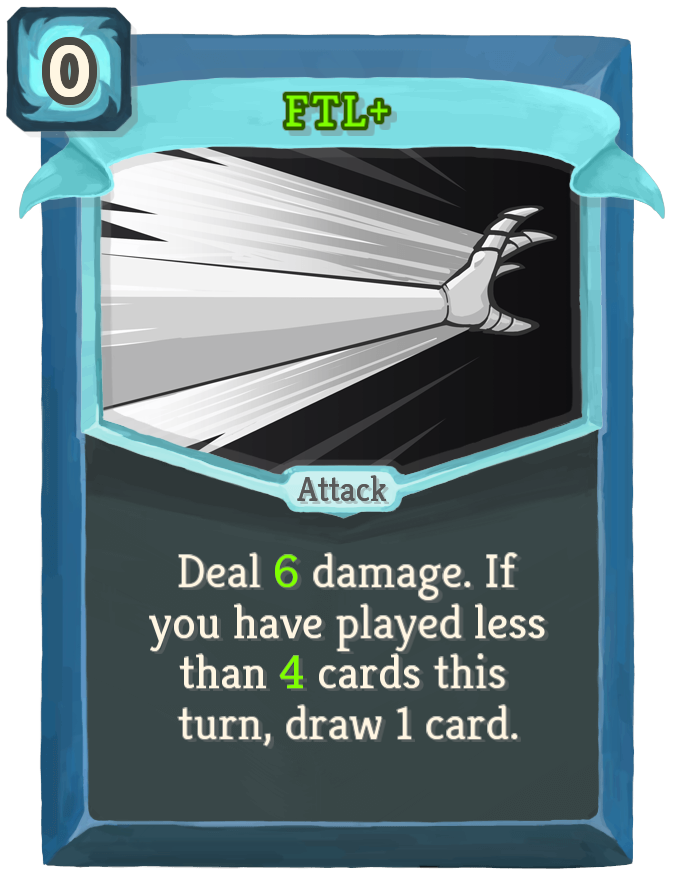 0
FTL+
Attack
Deal 6 damage. If
you have played less
than 4 cards this
turn, draw 1 card.